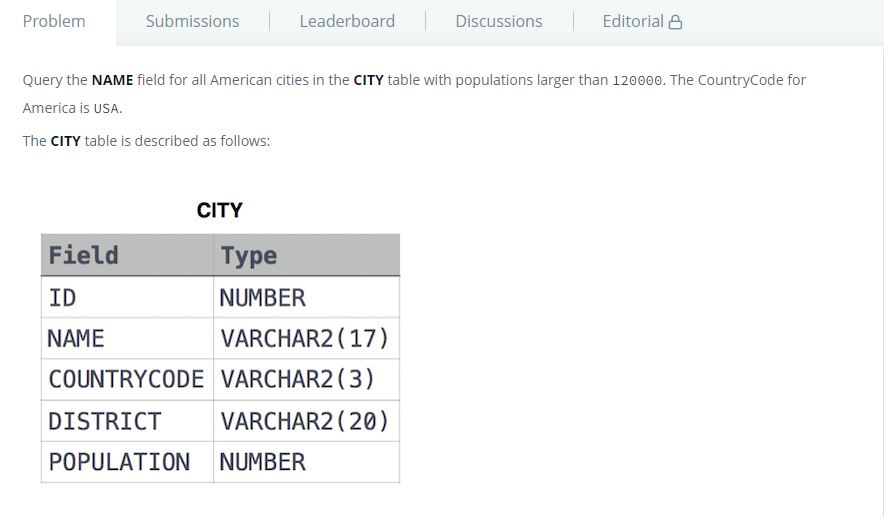 Problem
Submissions
Leaderboard
Discussions
Editorial
Query the NAME field for all American cities in the CITY table with populations larger than 120000. The CountryCode for
America is USA.
The CITY table is described as follows:
CITY
Field Type
ID NUMBER
NAME VARCHAR2(17)
COUNTRYCODE VARCHAR2(3)
DISTRICT VARCHAR2(20)
POPULATION NUMBER